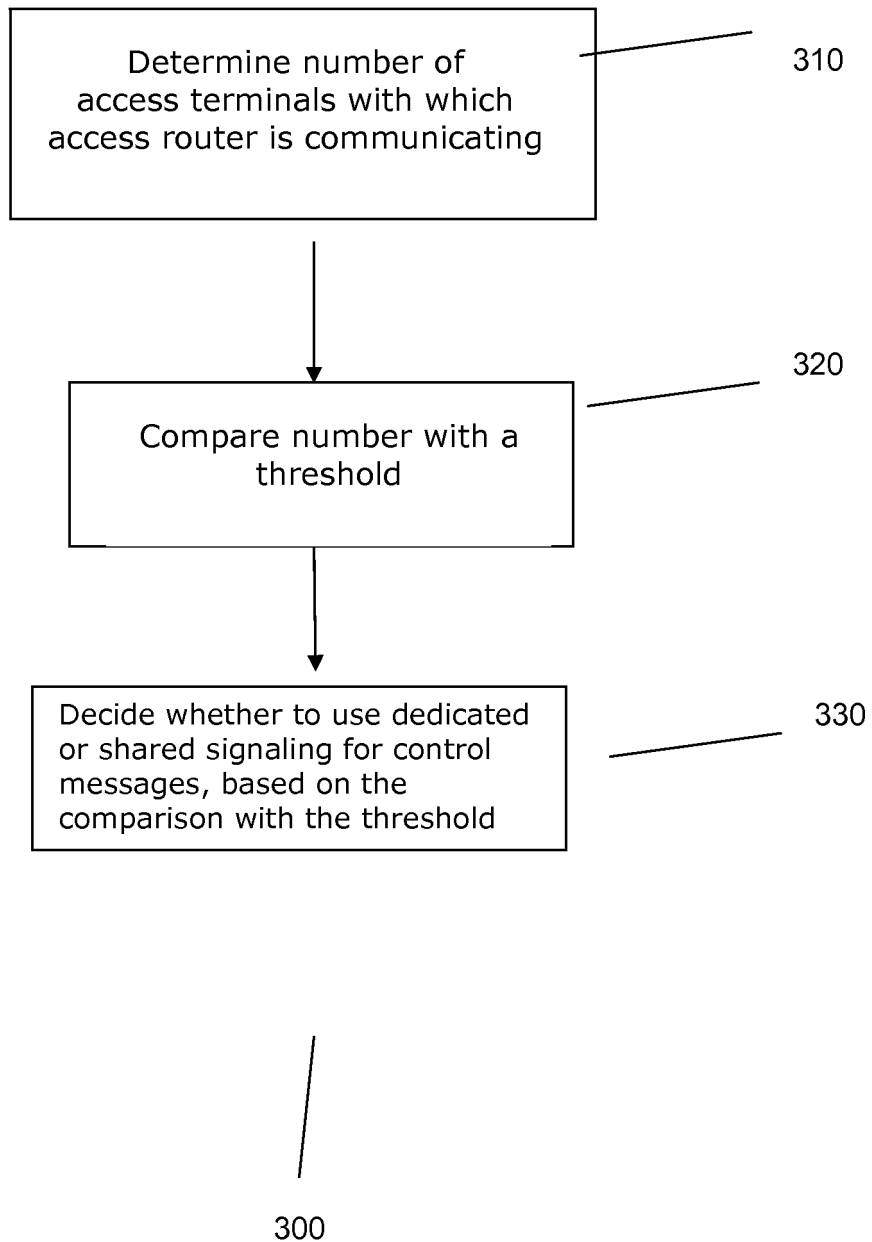 Determine number of
access terminals with which
access router is communicating
310
320
Compare number with a
threshold
Decide whether to use dedicated
or shared signaling for control
messages, based on the
comparison with the threshold
330
300